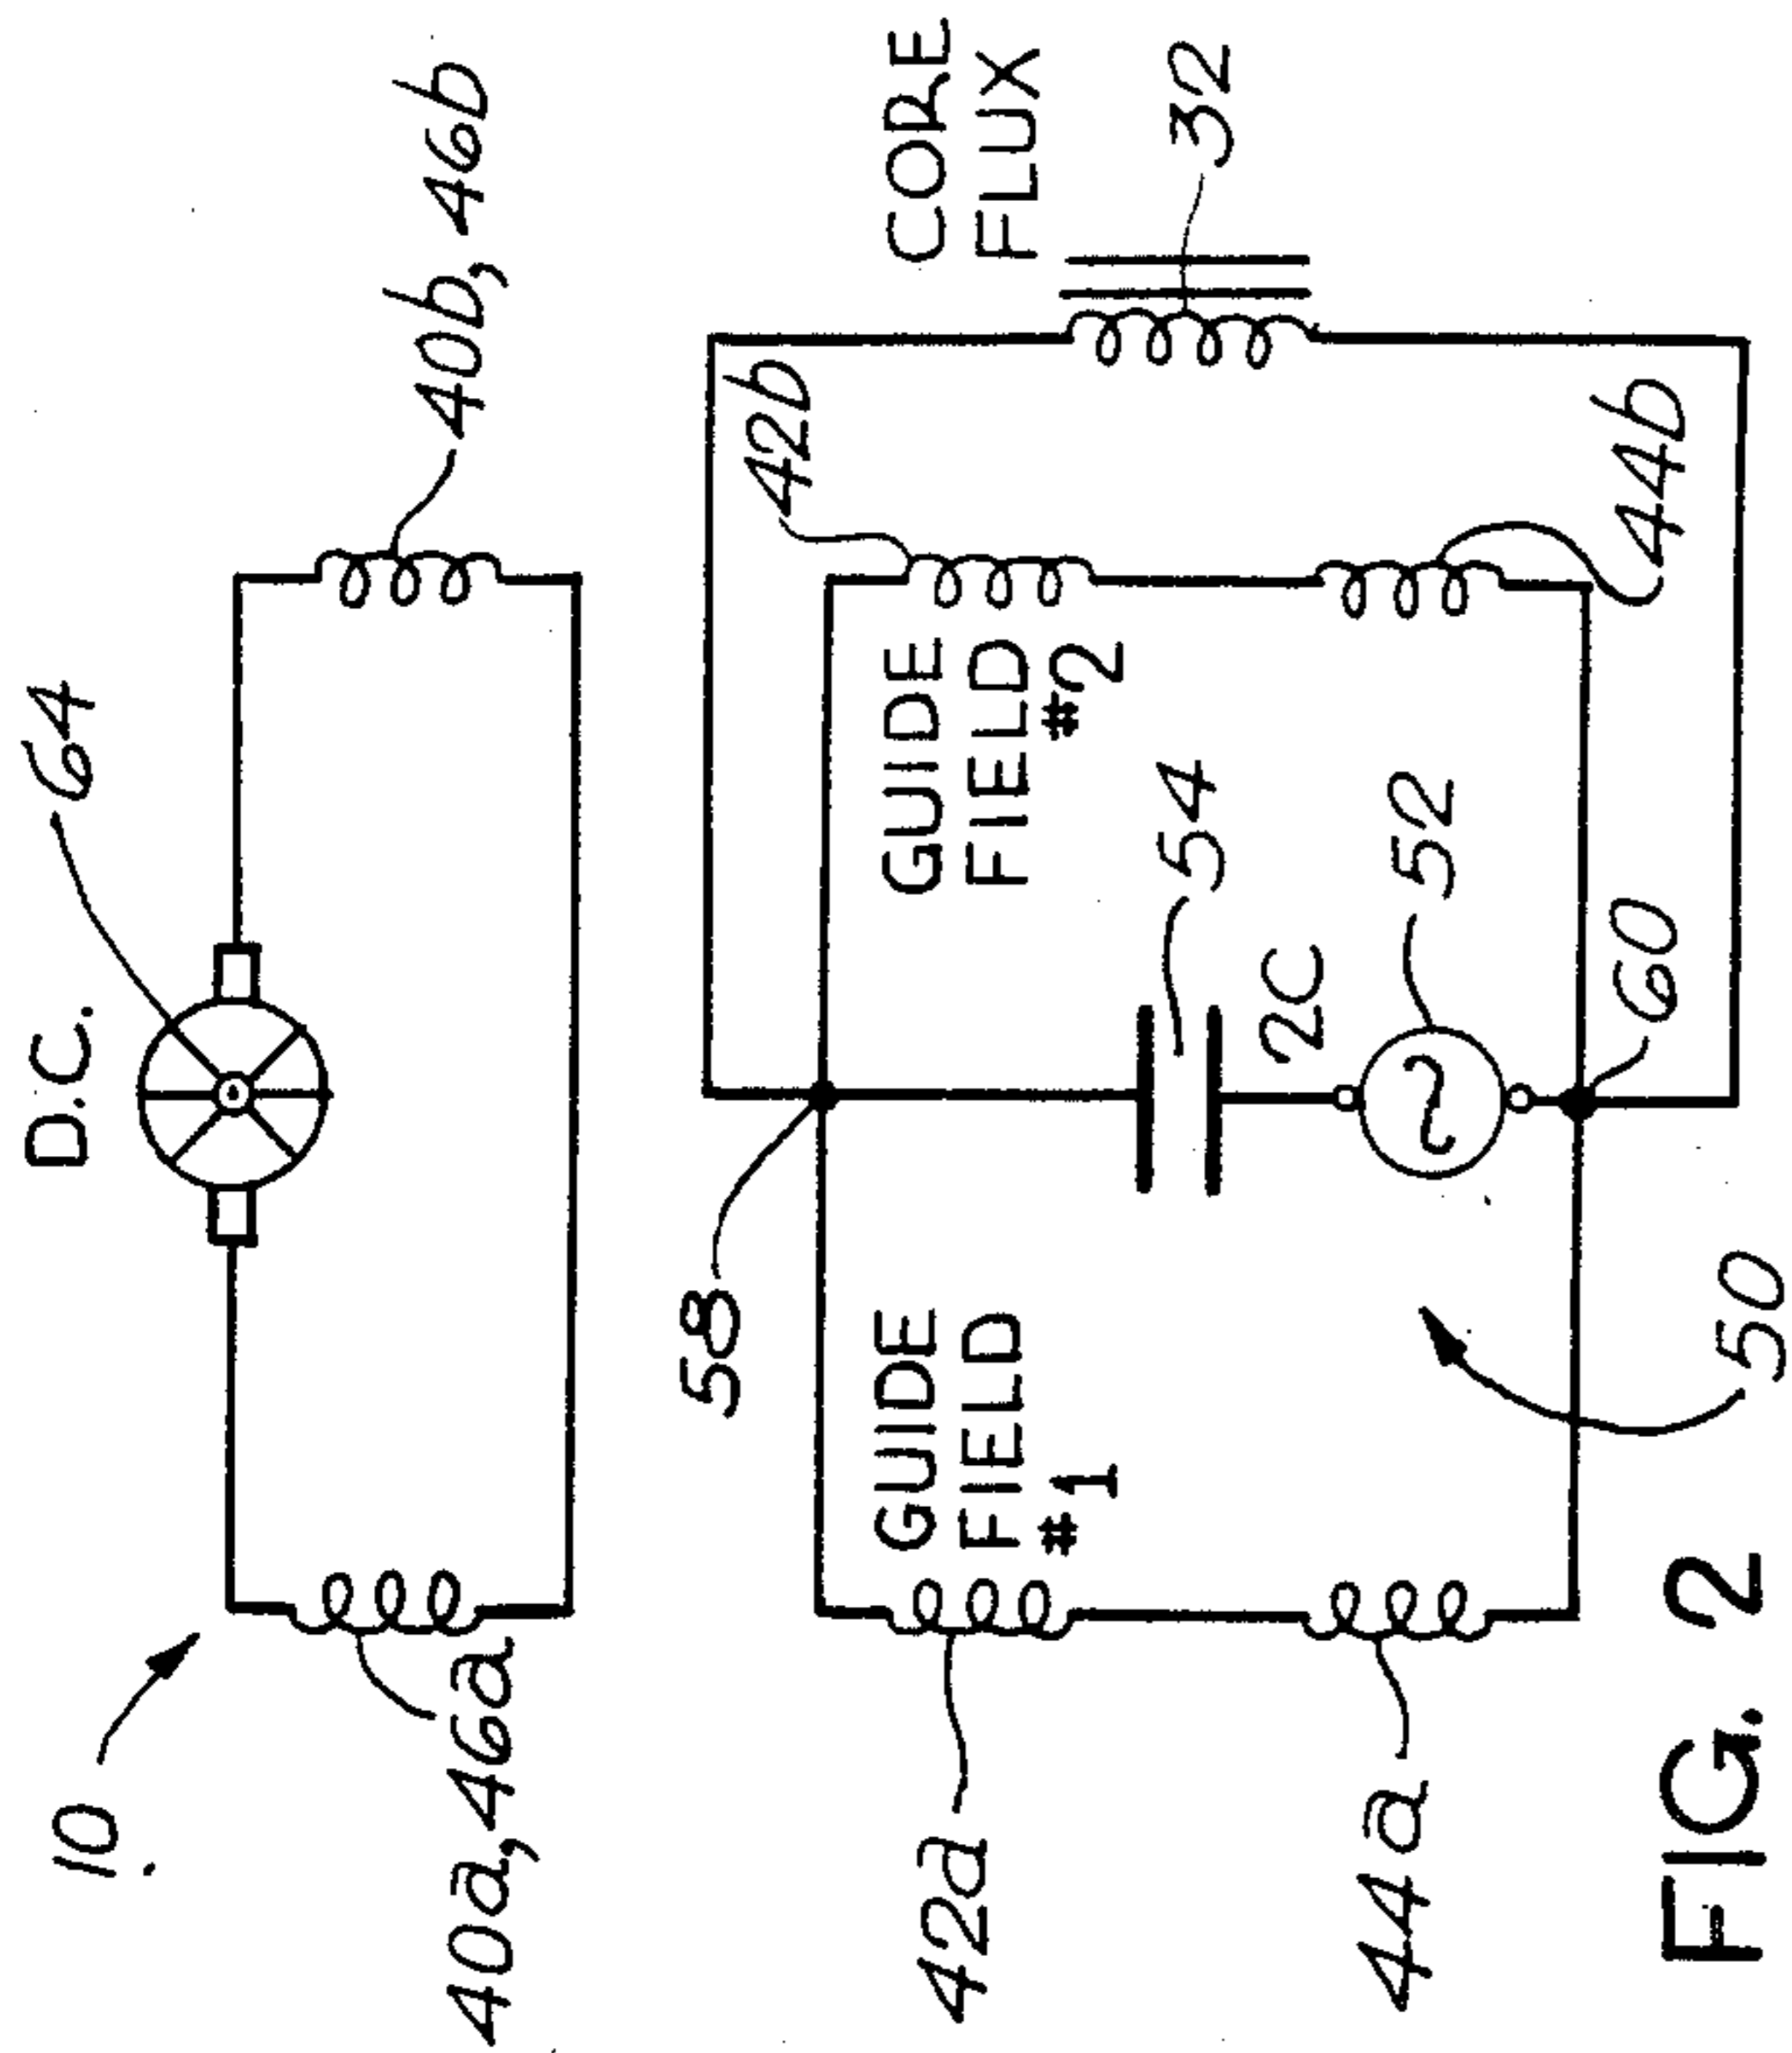 10
D.C.
64
40a, 46a
40b, 46b
58
42b
CORE
FLUX
42a
GUIDE
FIELD
#1
GUIDE
FIELD
#2
54
32
2C
44a
52
44b
60
50
FIG. 2